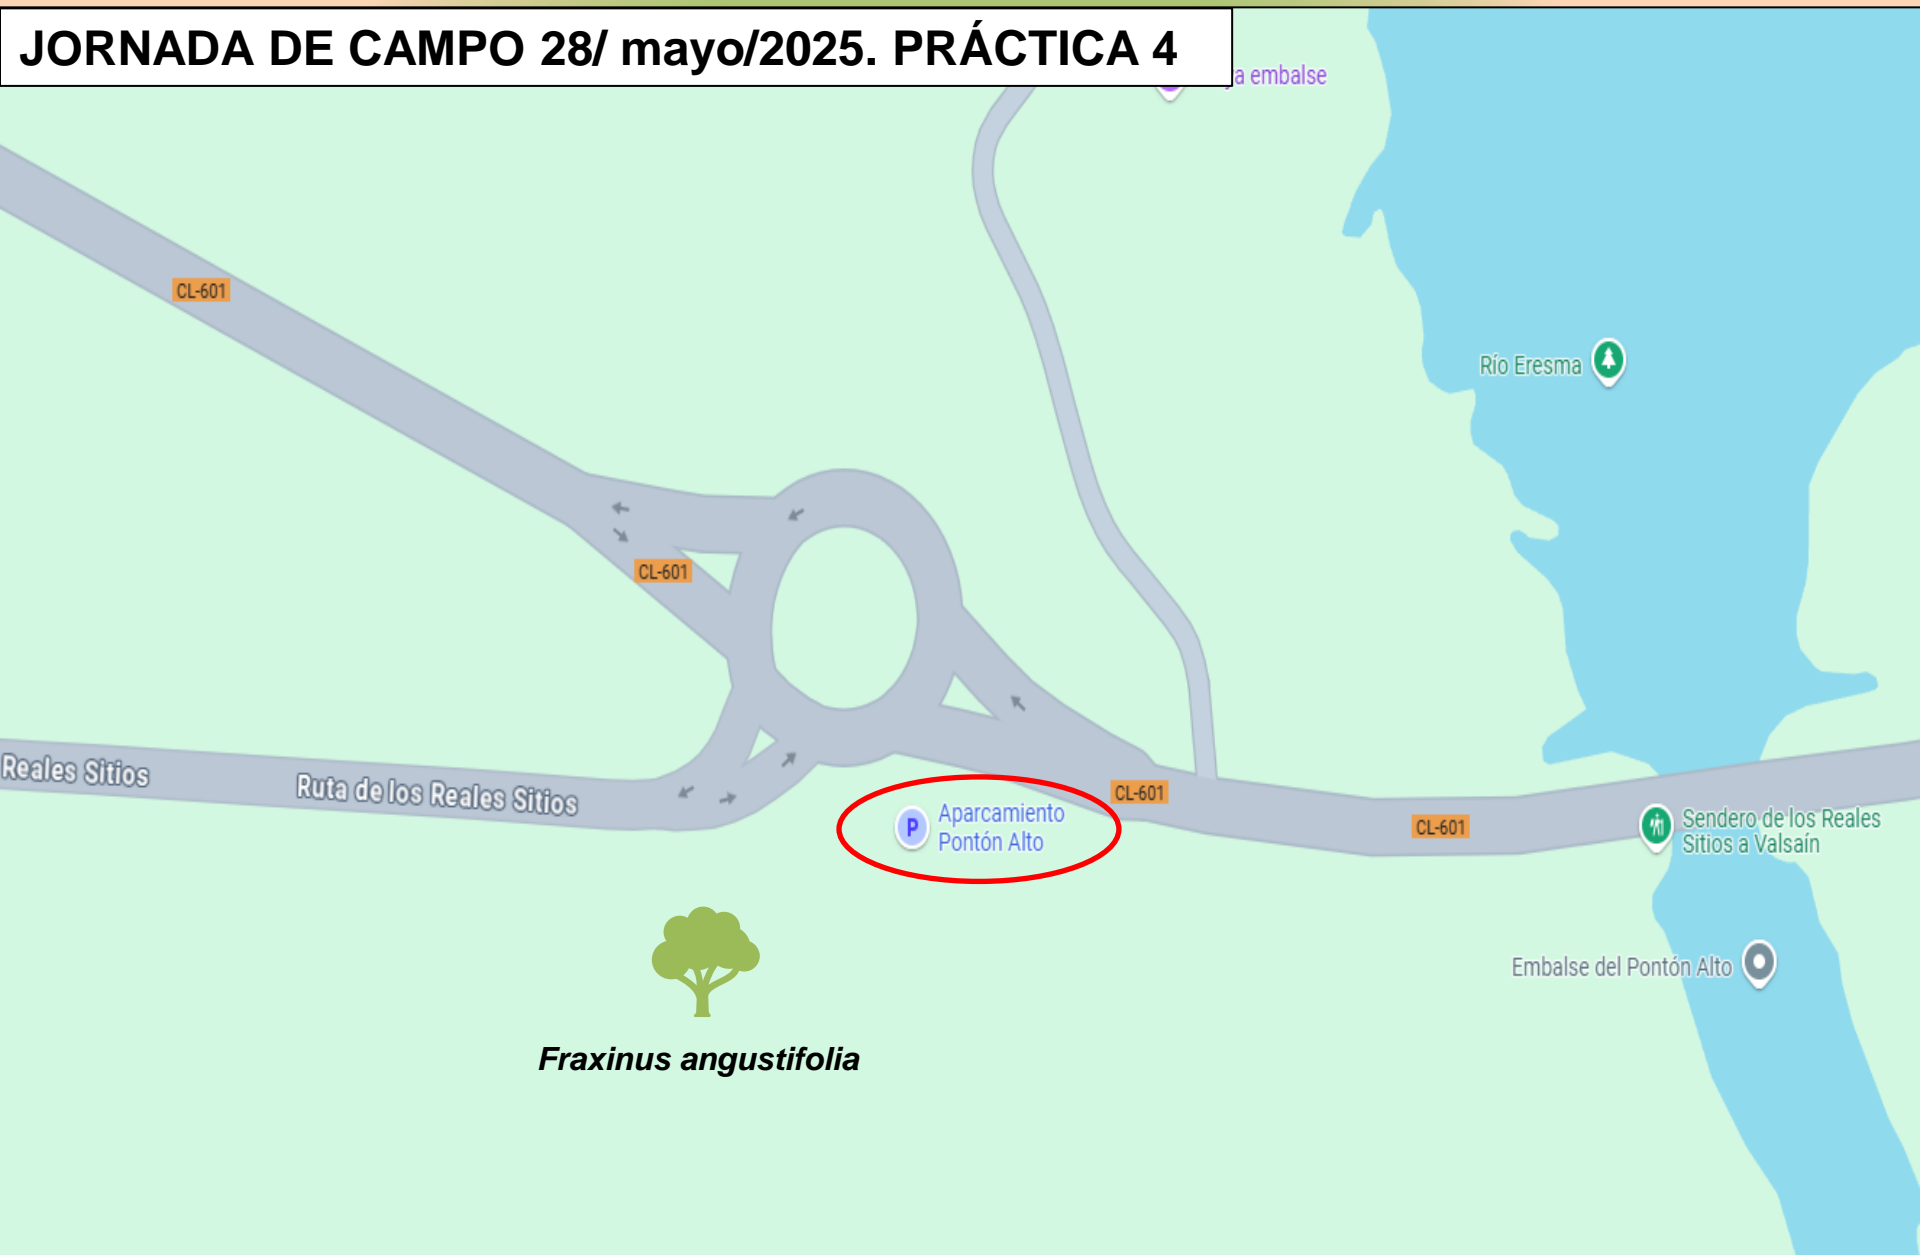 JORNADA DE CAMPO 28/ mayo/2025. PRÁCTICA 4
embalse
CL-601
Río Eresma
CL-601
Reales Sitios
Ruta de los Reales Sitios
CL-601
Aparcamiento
Pontón Alto
P
CL-601
Sendero de los Reales
Sitios a Valsaín
Embalse del Pontón Alto
Fraxinus angustifolia